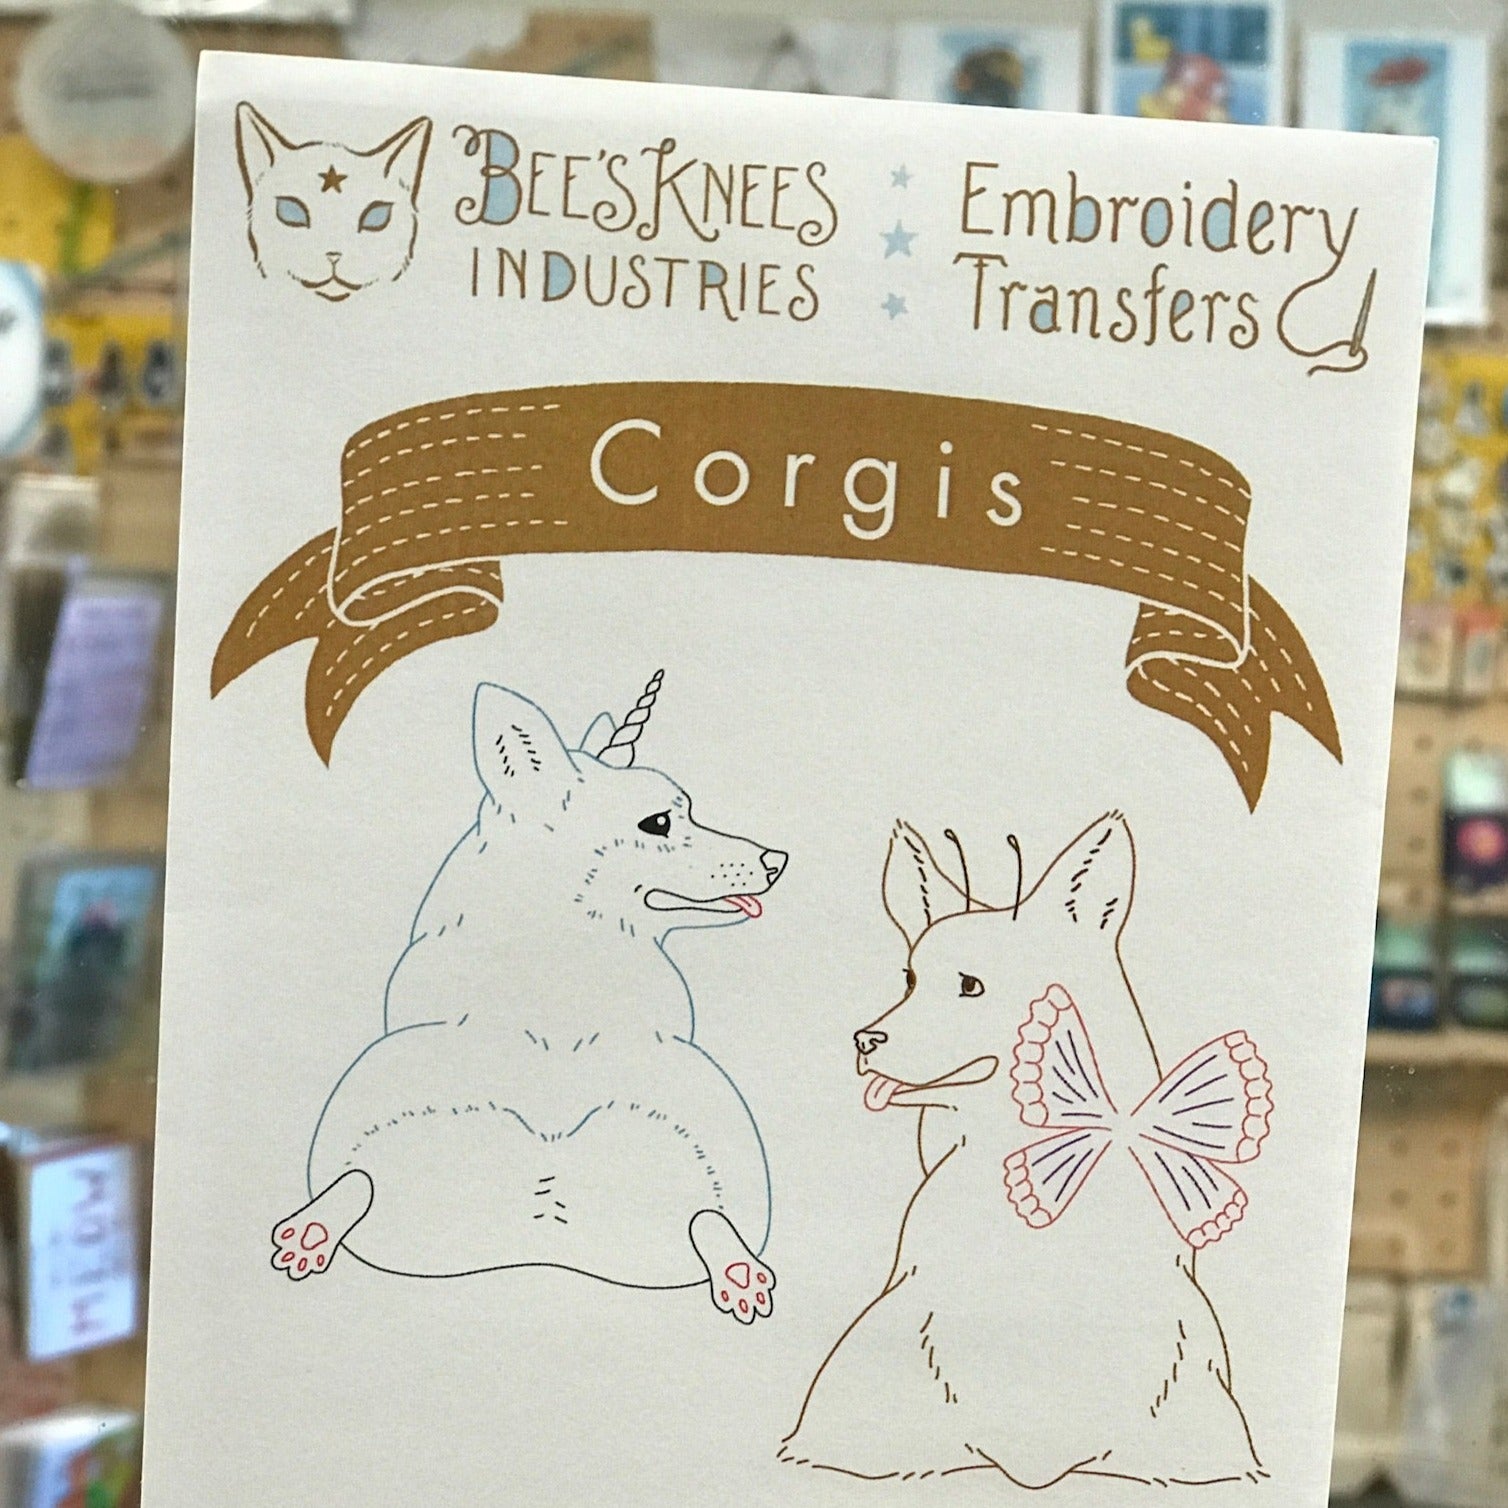 BEE'S KNEES
INDUSTRIES
Embroidery
Transfers
Corgis